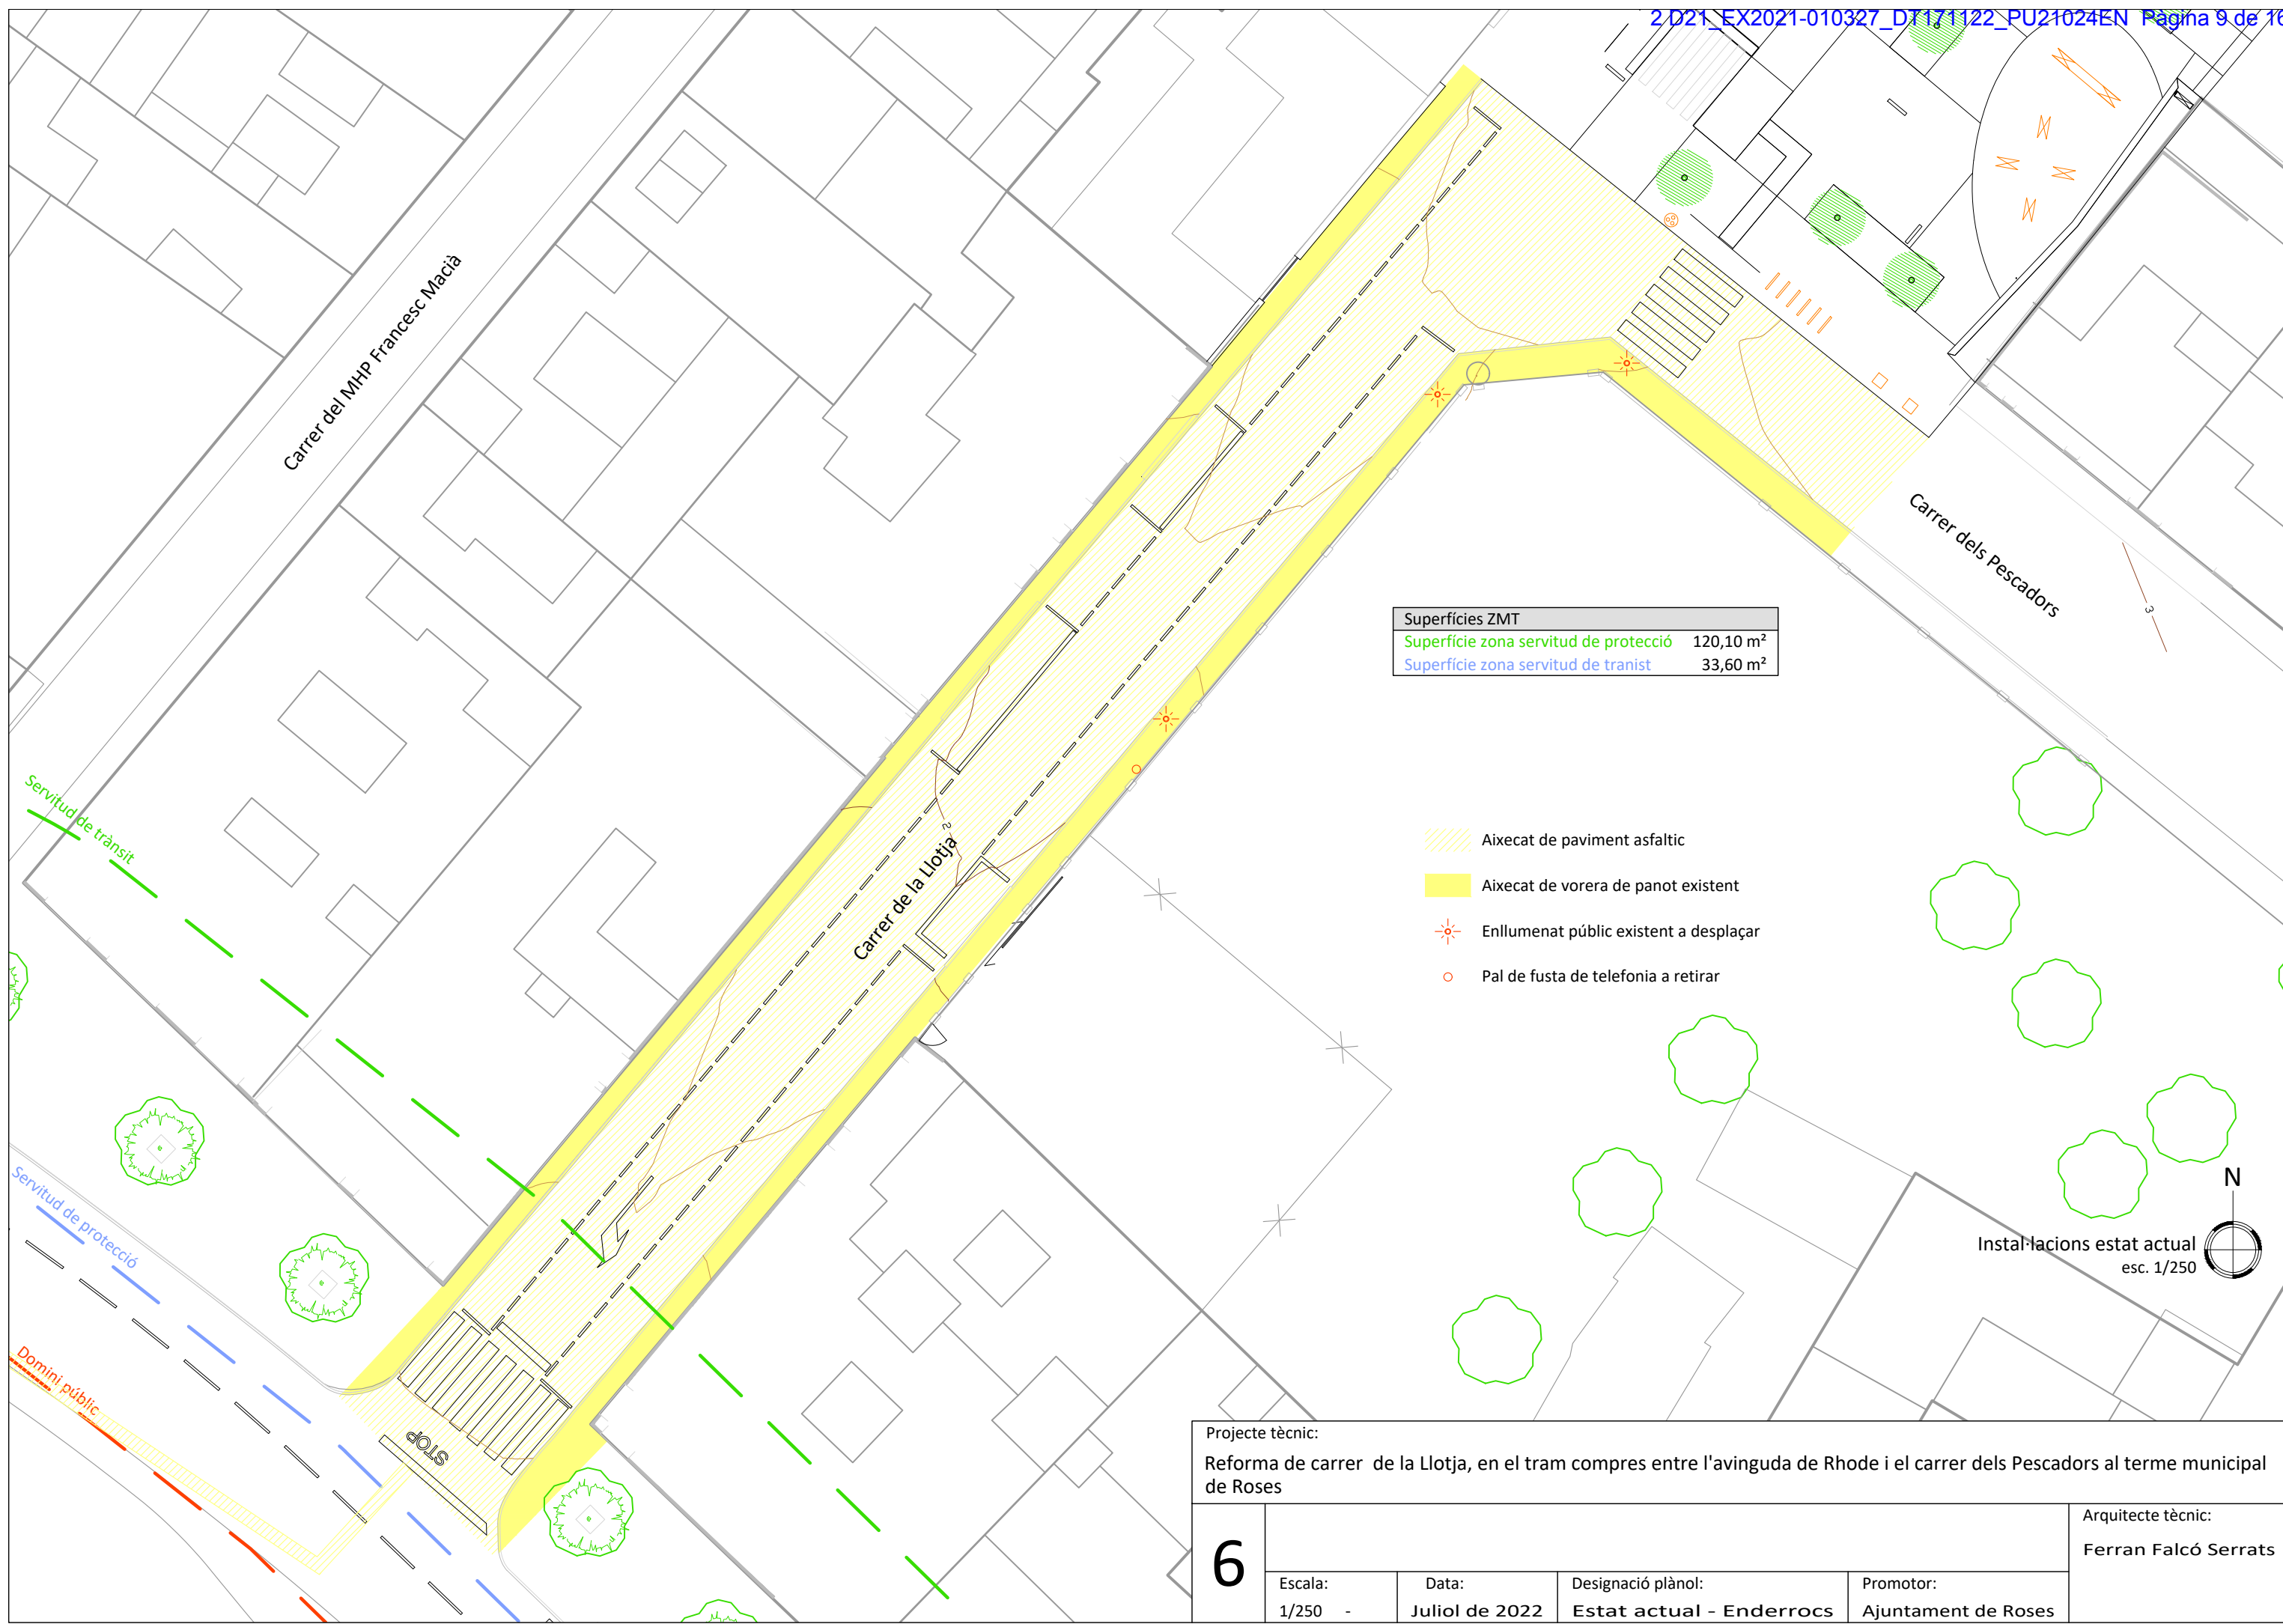 2 D21_EX2021-010327_DT171122_PU21024EN Pàgina 9 de 16
Carrer del MHP Francesc Macià
Carrer dels Pescadors
3
Superfícies ZMT
Superfície zona servitud de protecció 120,10 m²
Superfície zona servitud de tranist 33,60 m²
Servitud de trànsit
2
Carrer de la Llotja
Aixecat de paviment asfaltic
Aixecat de vorera de panot existent
Enllumenat públic existent a desplaçar
Pal de fusta de telefonia a retirar
Servitud de protecció
N
Instal·lacions estat actual
esc. 1/250
Domini públic
STOP
Projecte tècnic:
Reforma de carrer de la Llotja, en el tram compres entre l'avinguda de Rhode i el carrer dels Pescadors al terme municipal
de Roses
6
Escala:
1/250 -
Data:
Juliol de 2022
Designació plànol:
Estat actual - Enderrocs
Promotor:
Ajuntament de Roses
Arquitecte tècnic:
Ferran Falcó Serrats